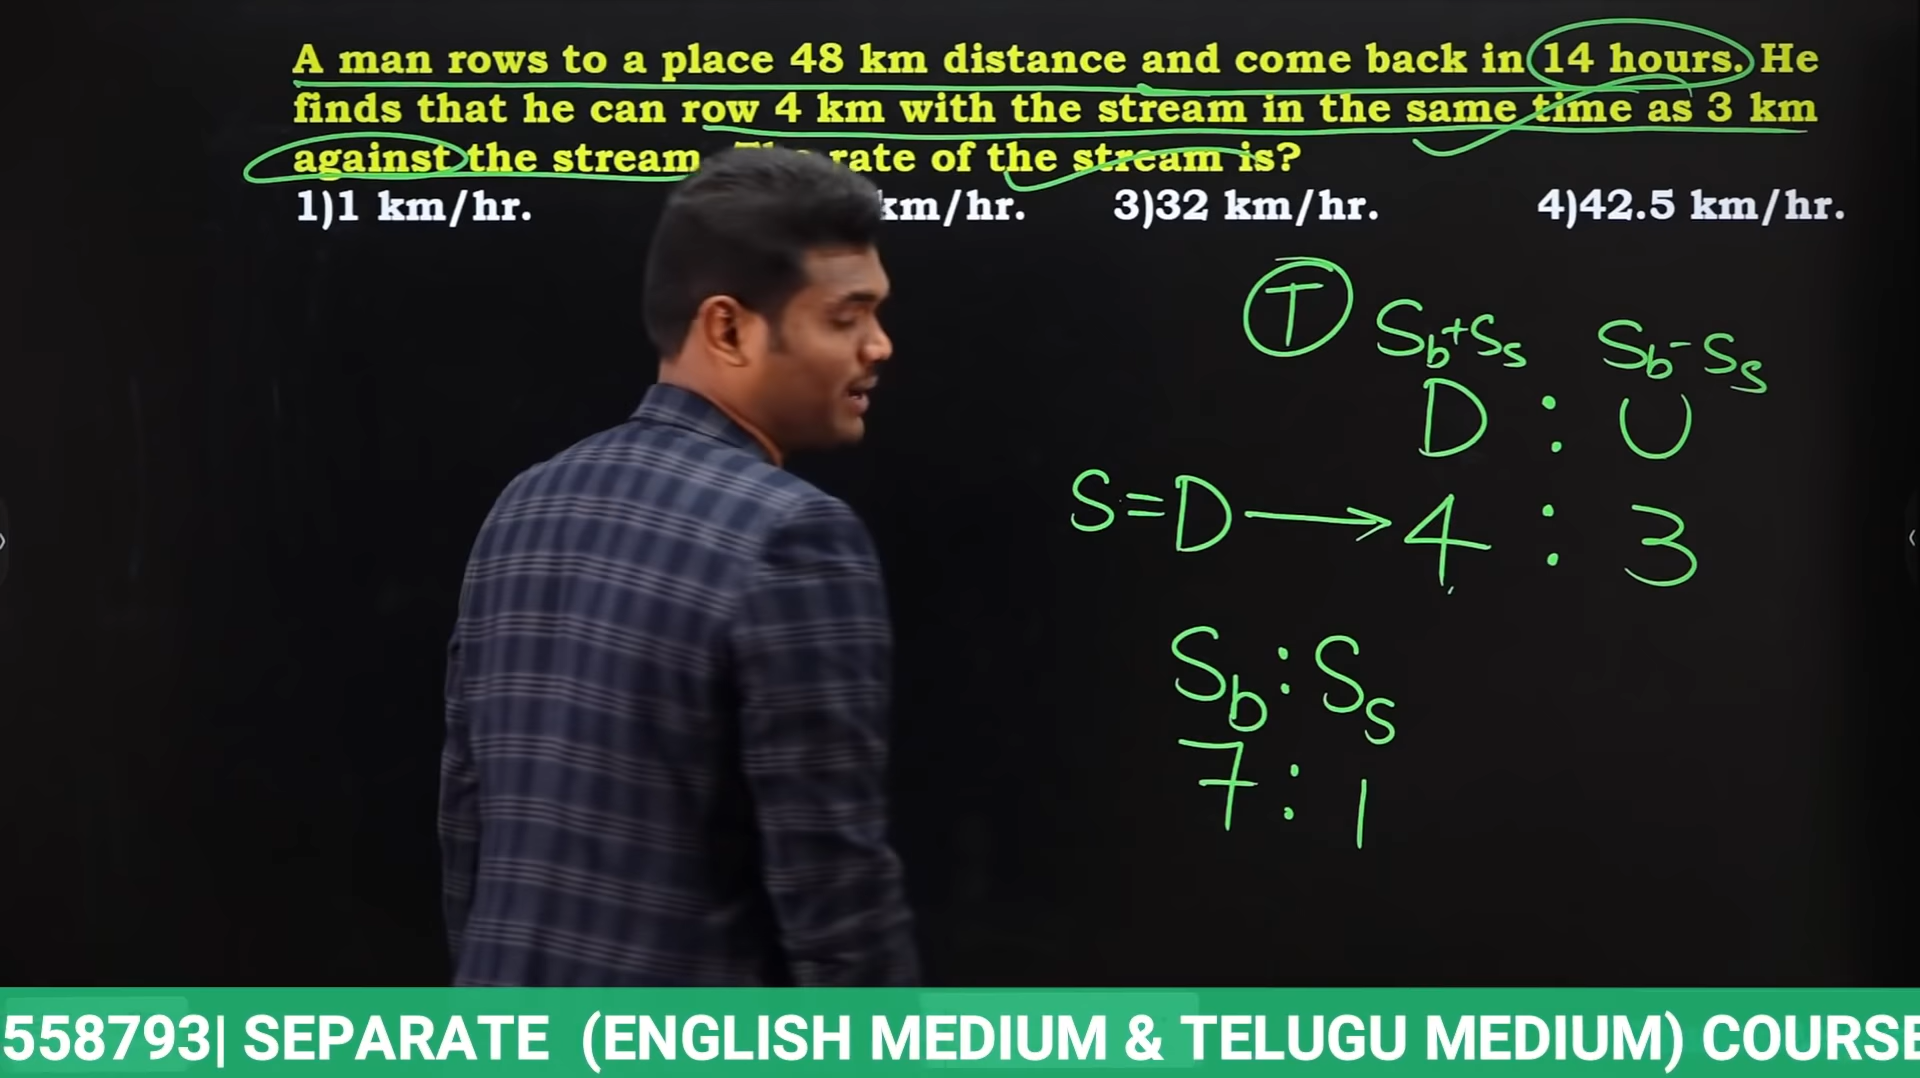 A man rows to a place 48 km distance and come back in 14 hours. He
finds that he can row 4 km with the stream in the same time as 3 km
against the stream. rate of the stream is?
1)1 km/hr. km/hr. 3)32 km/hr. 4)42.5 km/hr.
T Sb+Ss Sb-Ss
D : U
S=D → 4 : 3
Sb : Ss
7 : 1
558793| SEPARATE (ENGLISH MEDIUM & TELUGU MEDIUM) COURSE